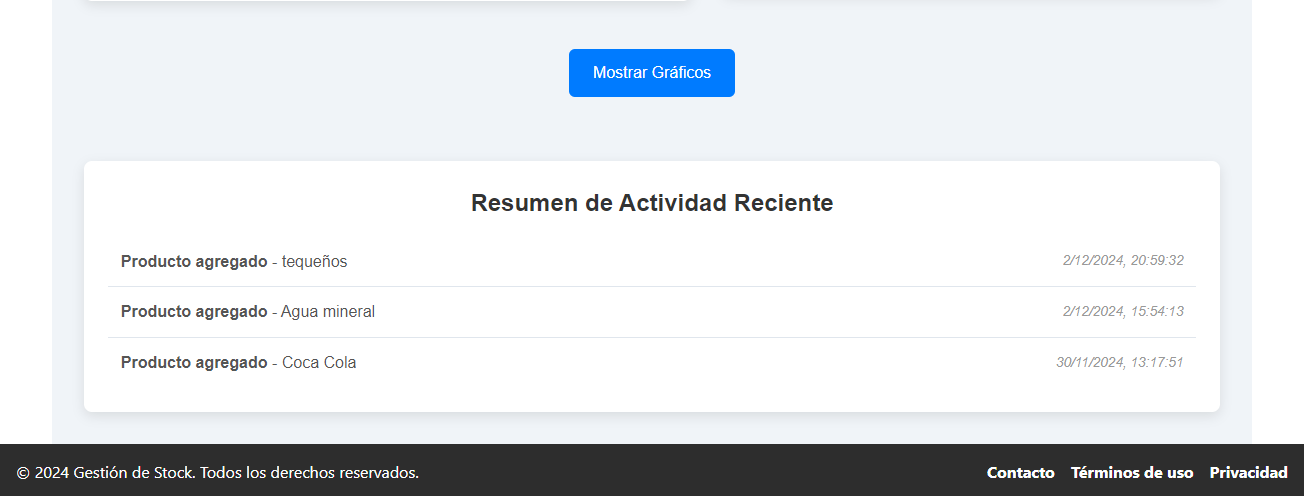 Mostrar Gráficos
Resumen de Actividad Reciente
Producto agregado - tequeños 2/12/2024, 20:59:32
Producto agregado - Agua mineral 2/12/2024, 15:54:13
Producto agregado - Coca Cola 30/11/2024, 13:17:51
© 2024 Gestión de Stock. Todos los derechos reservados. Contacto Términos de uso Privacidad